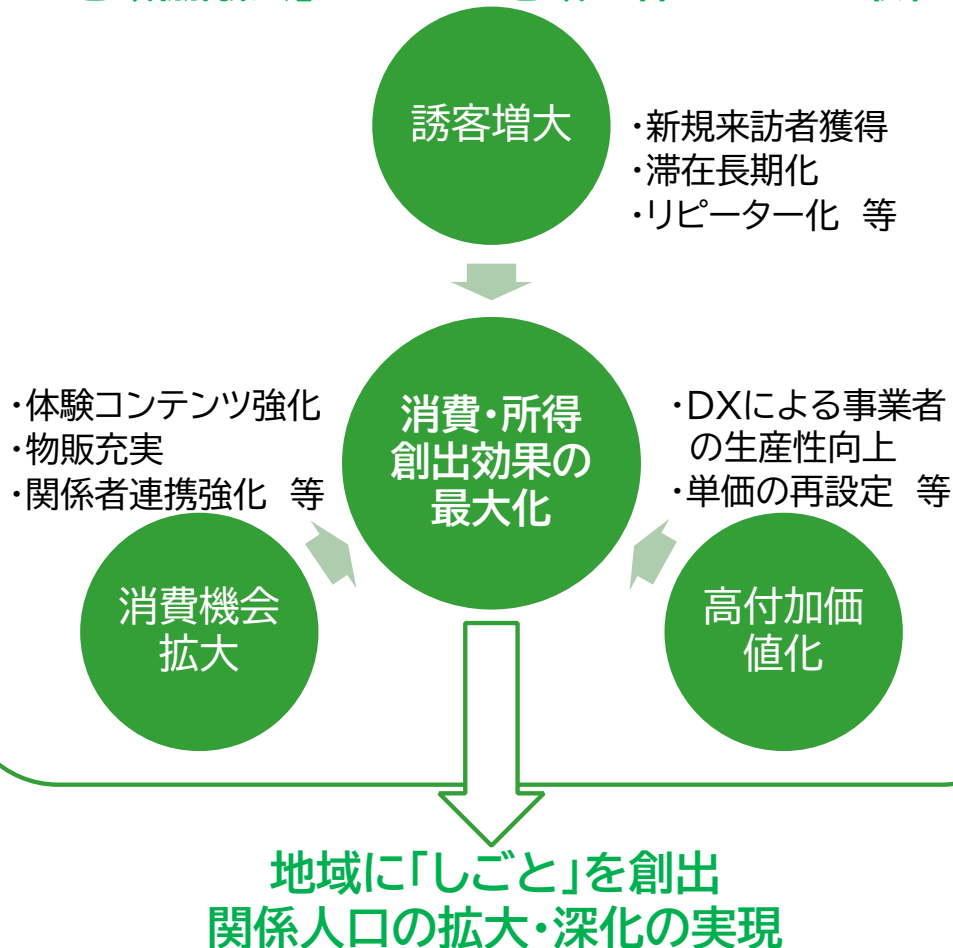 誘客増大
・新規来訪者獲得
・滞在長期化
・リピーター化　等
・体験コンテンツ強化
・物販充実
・関係者連携強化　等
消費・所得
創出効果の
最大化
・DXによる事業者
の生産性向上
・単価の再設定　等
消費機会
拡大
高付加価
値化
地域に「しごと」を創出
関係人口の拡大・深化の実現